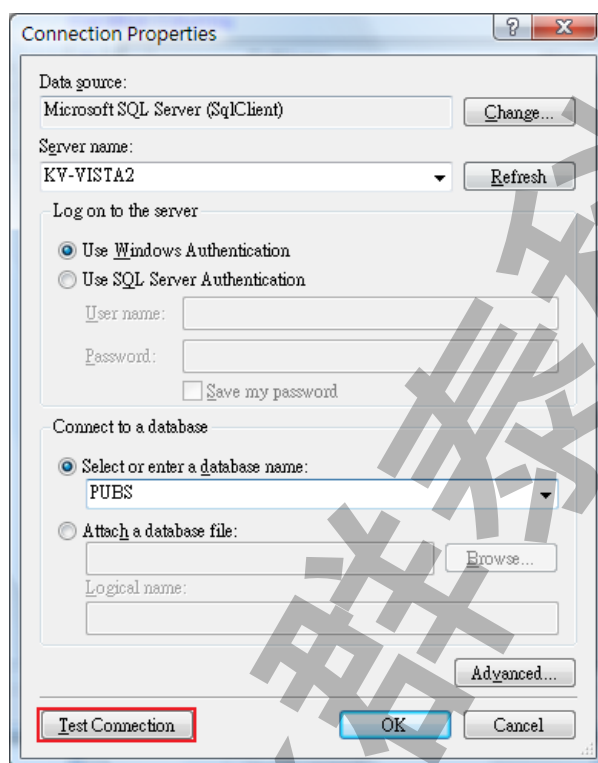 Connection Properties
Data source:
Microsoft SQL Server (SqlClient)
Change...
Server name:
KV-VISTA2
Refresh
Log on to the server
Use Windows Authentication
Use SQL Server Authentication
User name:
Password:
Save my password
Connect to a database
Select or enter a database name:
PUBS
Attach a database file:
Browse...
Logical name:
Advanced...
Test Connection
OK
Cancel